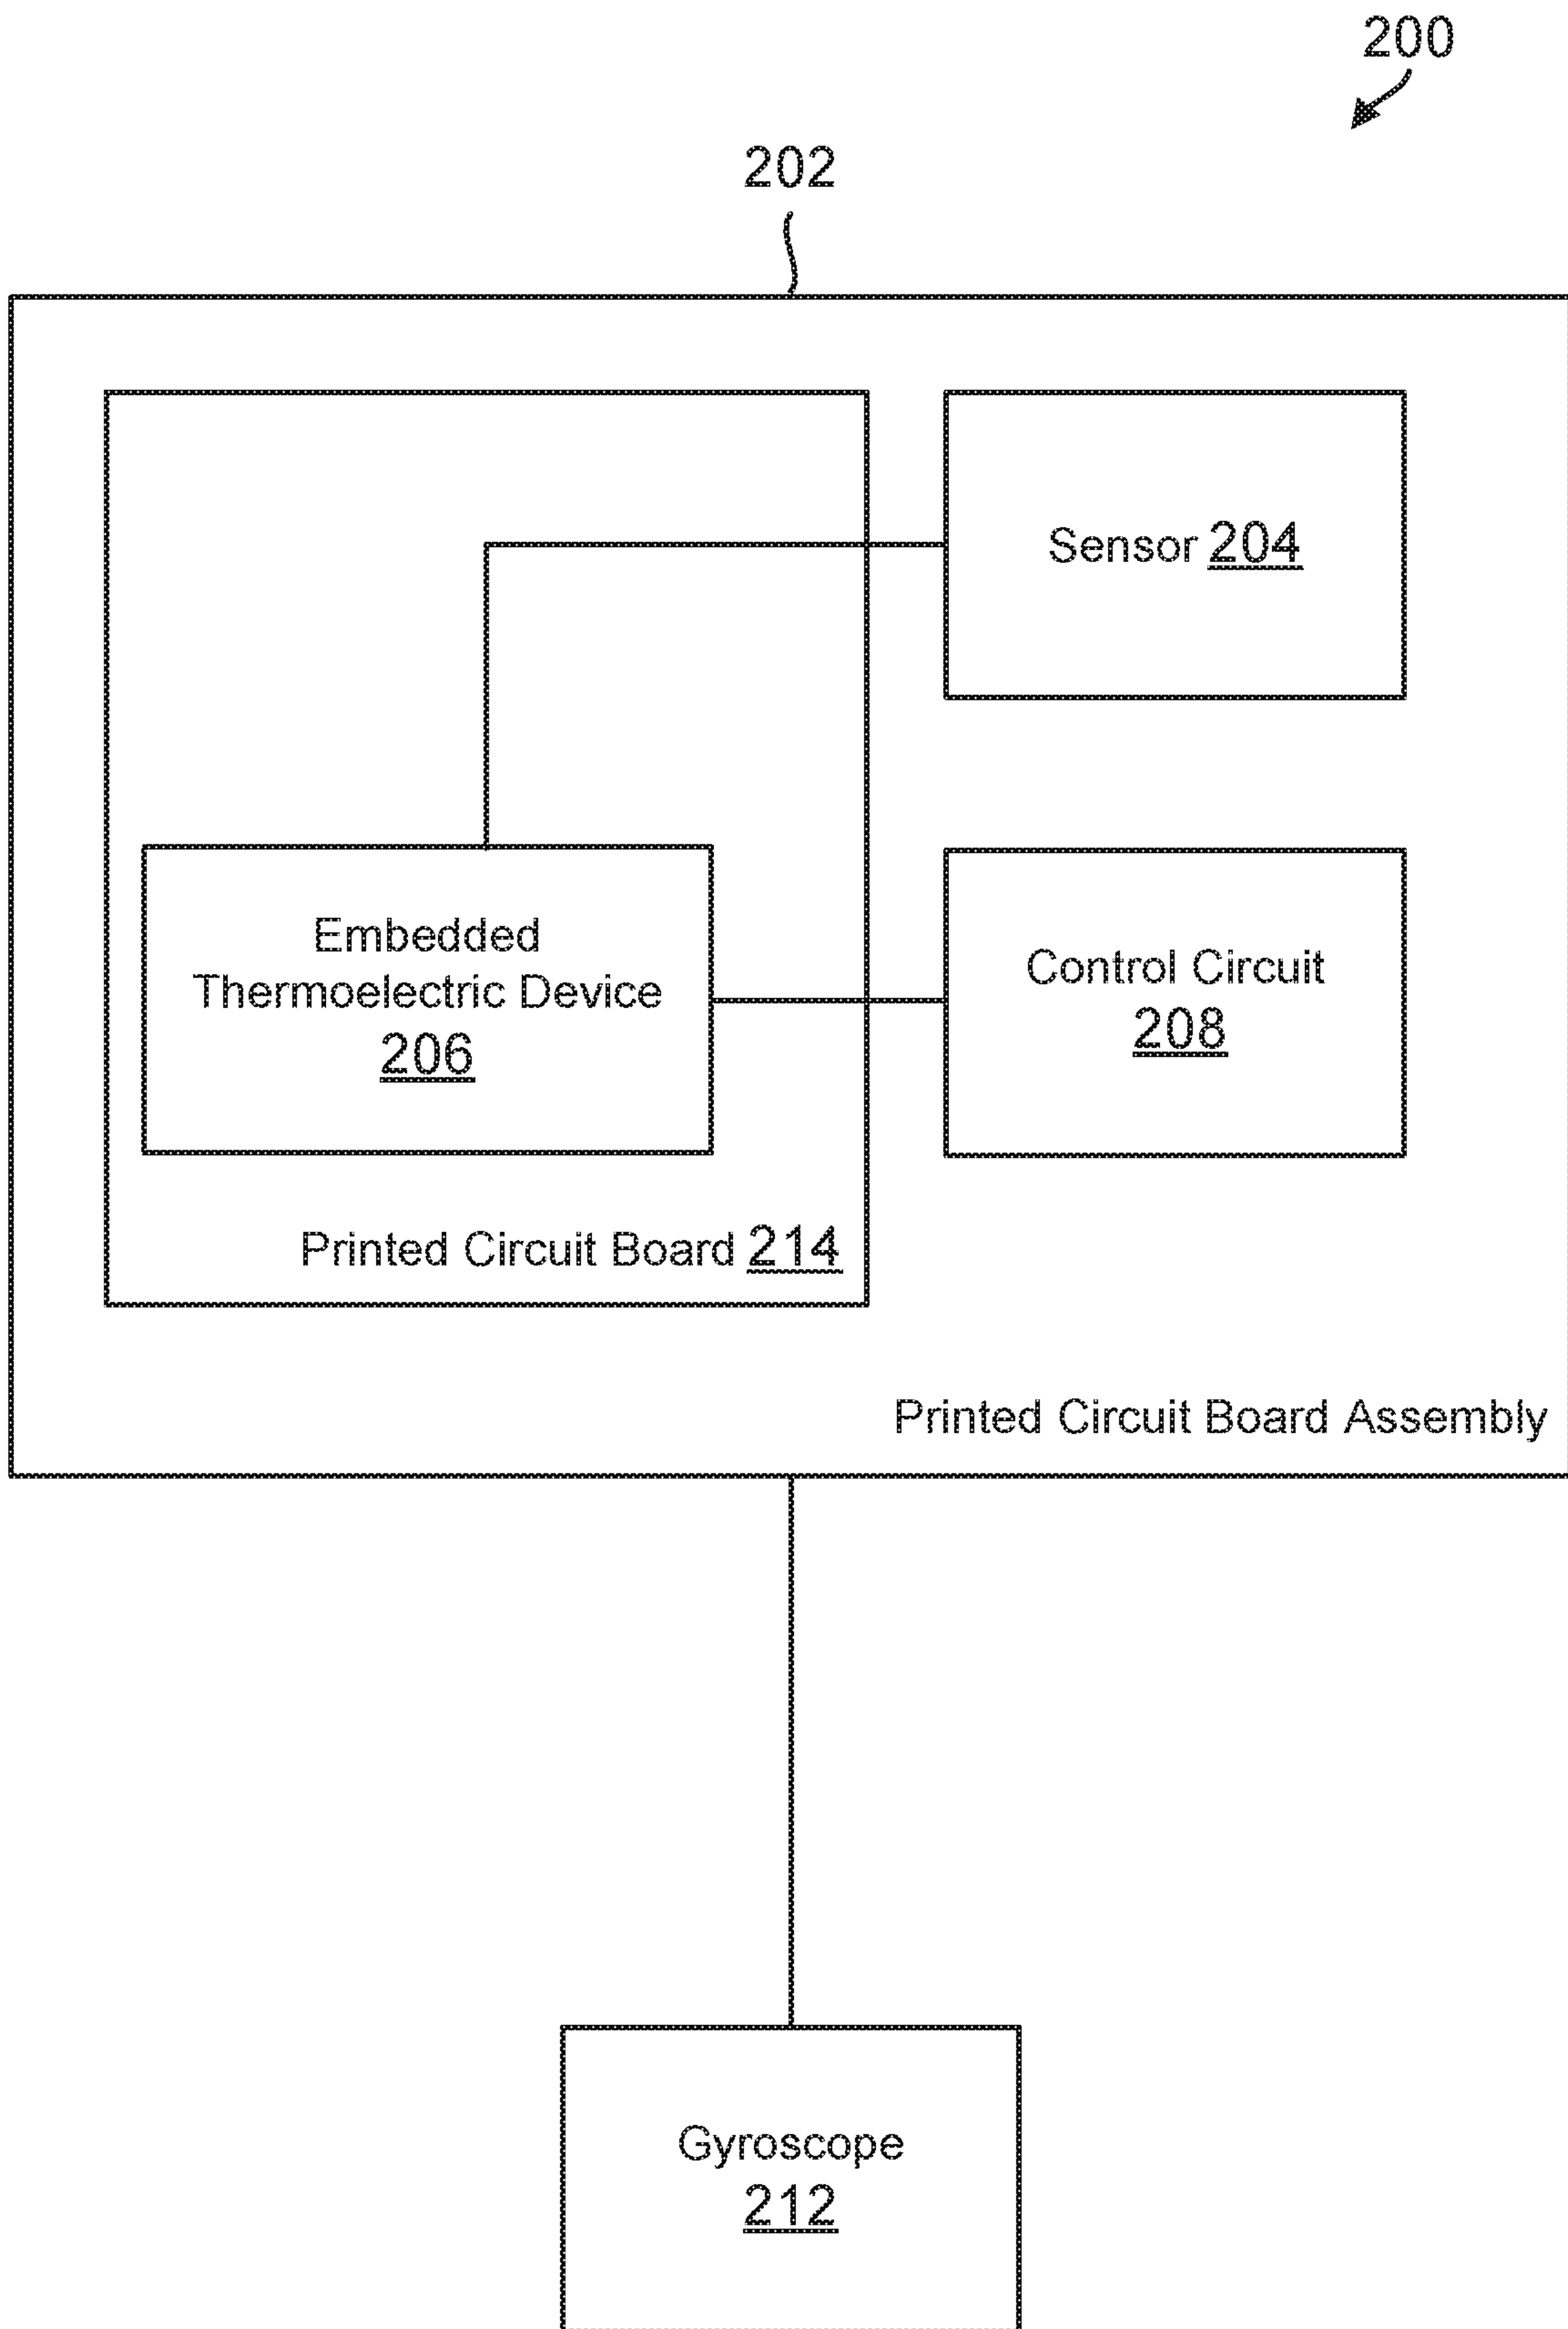 200
202
Sensor 204
Embedded
Thermoelectric Device
206
Control Circuit
208
Printed Circuit Board 214
Printed Circuit Board Assembly
Gyroscope
212